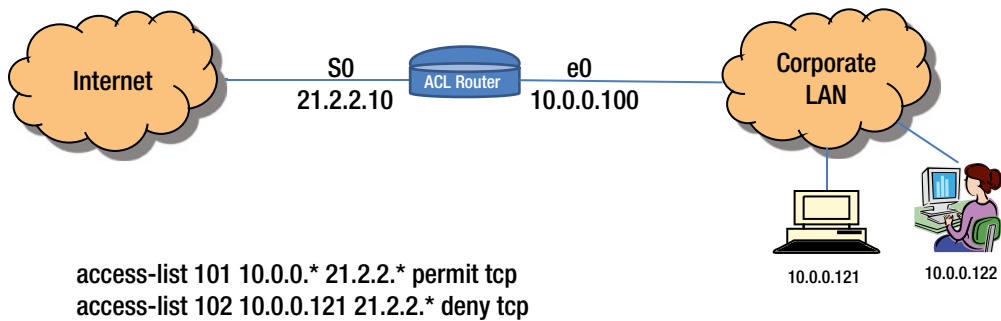 Internet
S0
21.2.2.10
ACL Router
e0
10.0.0.100
Corporate
LAN
10.0.0.121
10.0.0.122
access-list 101 10.0.0.* 21.2.2.* permit tcp
access-list 102 10.0.0.121 21.2.2.* deny tcp